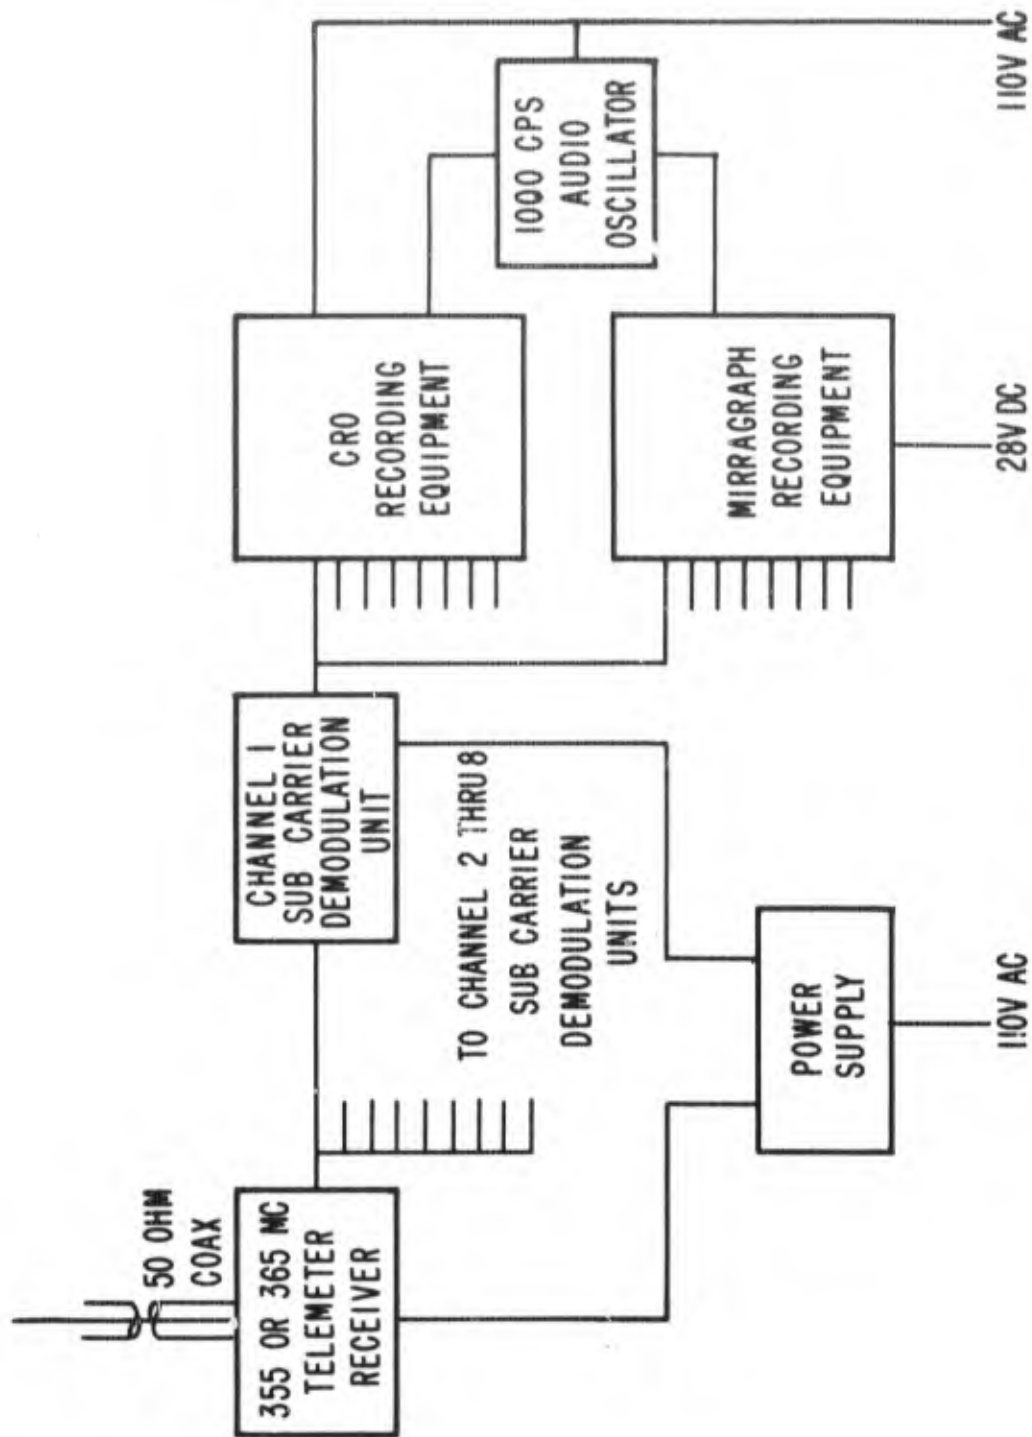 50 OHM
COAX
355 OR 365 MC
TELEMETER
RECEIVER
CHANNEL 1
SUB CARRIER
DEMODULATION
UNIT
TO CHANNEL 2 THRU 8
SUB CARRIER
DEMODULATION
UNITS
POWER
SUPPLY
110V AC
CRO
RECORDING
EQUIPMENT
MIRRAGRAPH
RECORDING
EQUIPMENT
28V DC
1000 CPS
AUDIO
OSCILLATOR
110V AC